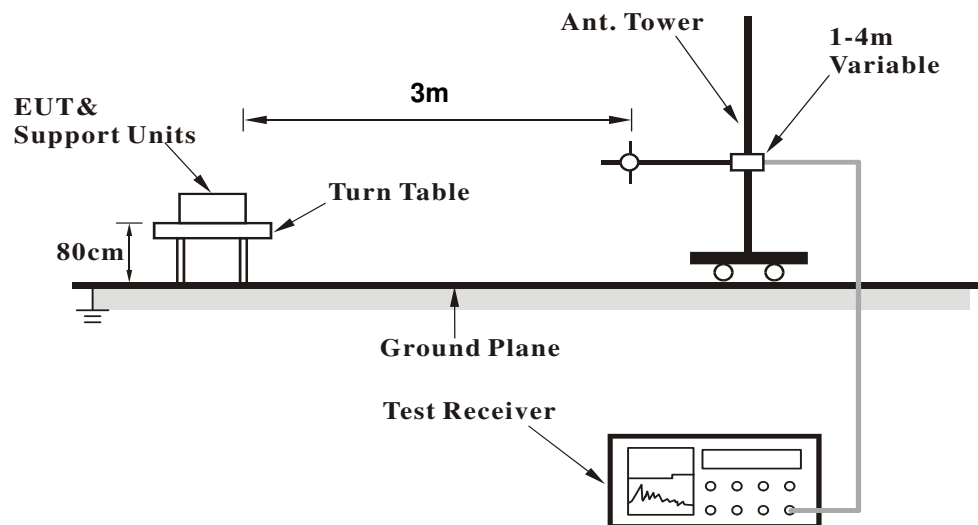 Ant. Tower
1-4m
Variable
3m
EUT&
Support Units
Turn Table
80cm
Ground Plane
Test Receiver